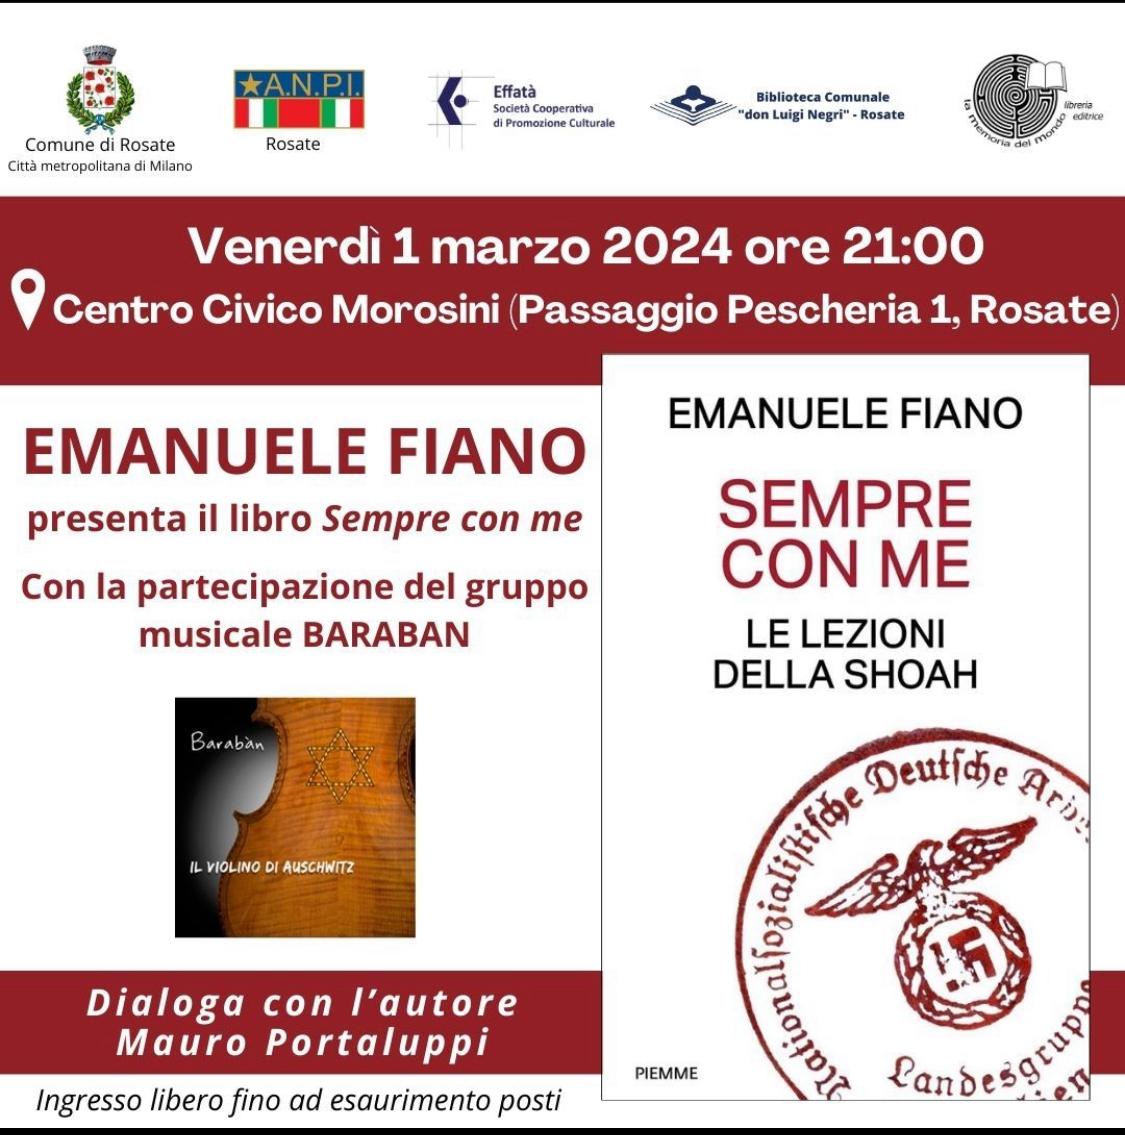 Comune di Rosate
Città metropolitana di Milano
A.N.P.I.
Rosate
Effatà
Società Cooperativa
di Promozione Culturale
Biblioteca Comunale
"don Luigi Negri" - Rosate
la memoria del mondo
libreria
editrice
Venerdì 1 marzo 2024 ore 21:00
Centro Civico Morosini (Passaggio Pescheria 1, Rosate)
EMANUELE FIANO
presenta il libro Sempre con me
Con la partecipazione del gruppo
musicale BARABAN
Barabàn
IL VIOLINO DI AUSCHWITZ
Dialoga con l'autore
Mauro Portaluppi
Ingresso libero fino ad esaurimento posti
EMANUELE FIANO
SEMPRE
CON ME
LE LEZIONI
DELLA SHOAH
Nationalsozialistische Deutsche
Landesgruppe
PIEMME